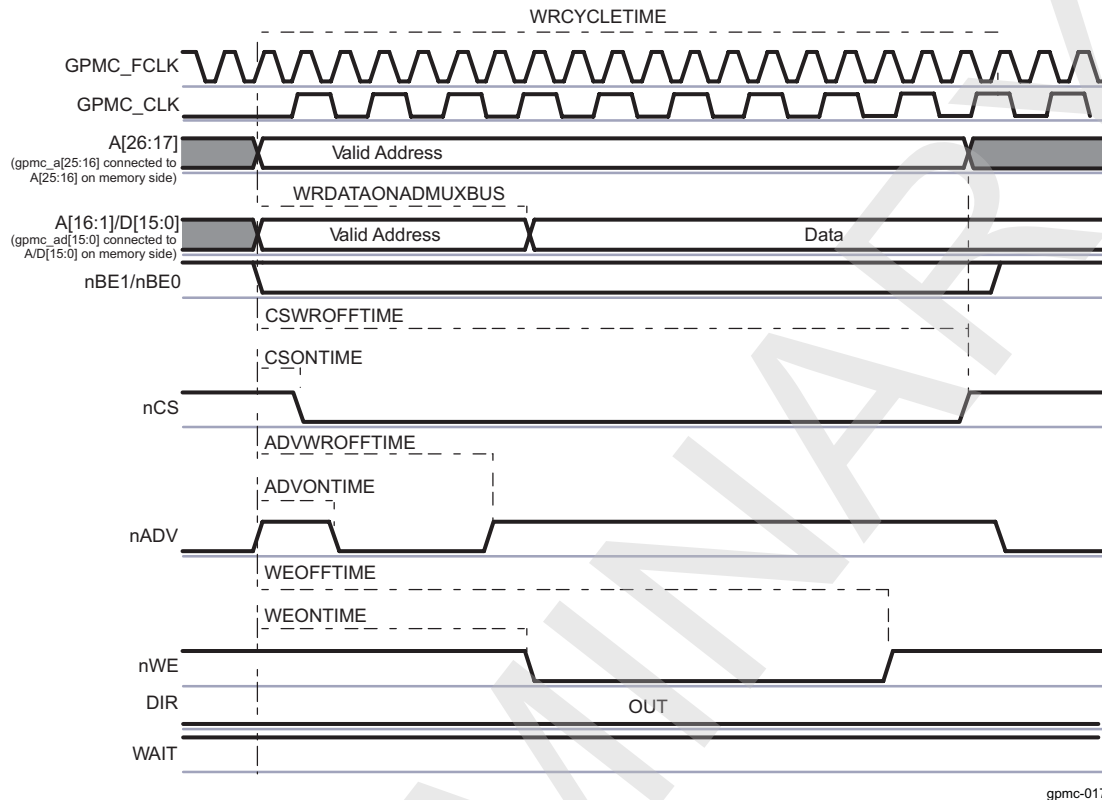 WRCYCLETIME
GPMC_FCLK
GPMC_CLK
A[26:17]
(gpmc_a[25:16] connected to
A[25:16] on memory side)
Valid Address
WRDATAONADMUXBUS
A[16:1]/D[15:0]
(gpmc_ad[15:0] connected to
A/D[15:0] on memory side)
Valid Address
Data
nBE1/nBE0
CSWROFFTIME
CSONTIME
nCS
ADVWROFFTIME
ADVONTIME
nADV
WEOFFTIME
WEONTIME
nWE
DIR
OUT
WAIT
gpmc-017